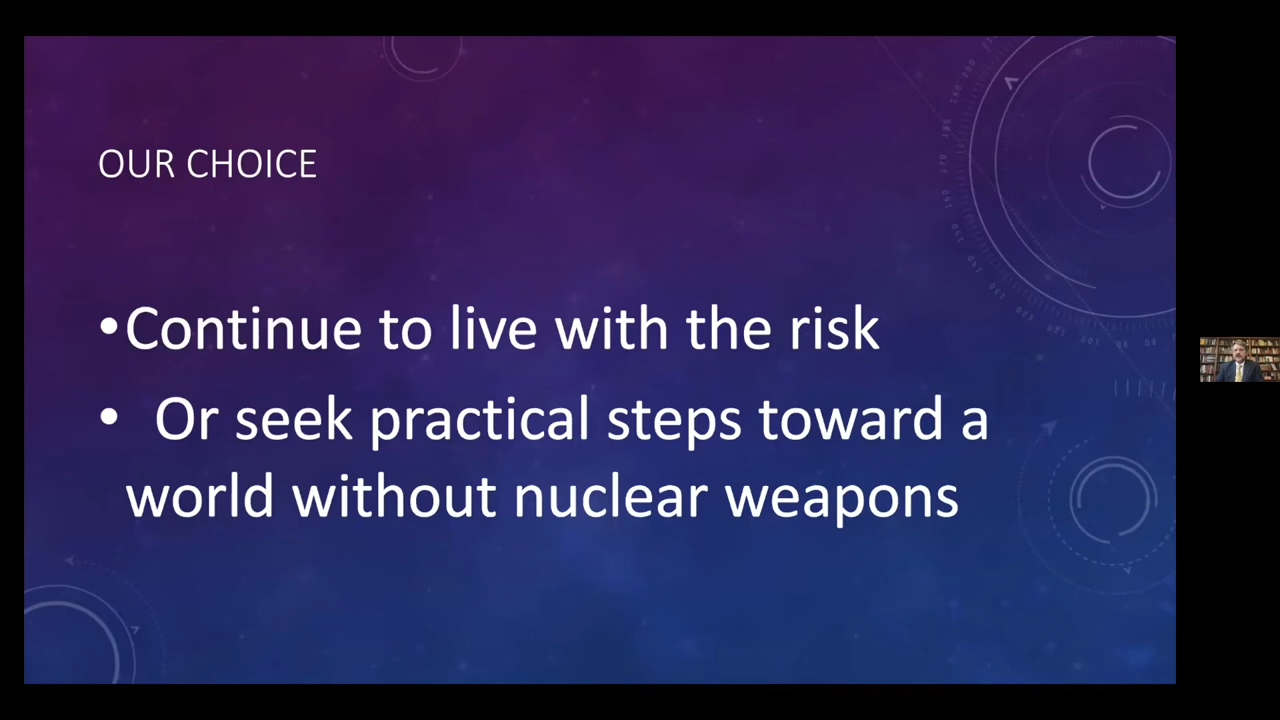 OUR CHOICE
•Continue to live with the risk
• Or seek practical steps toward a
world without nuclear weapons